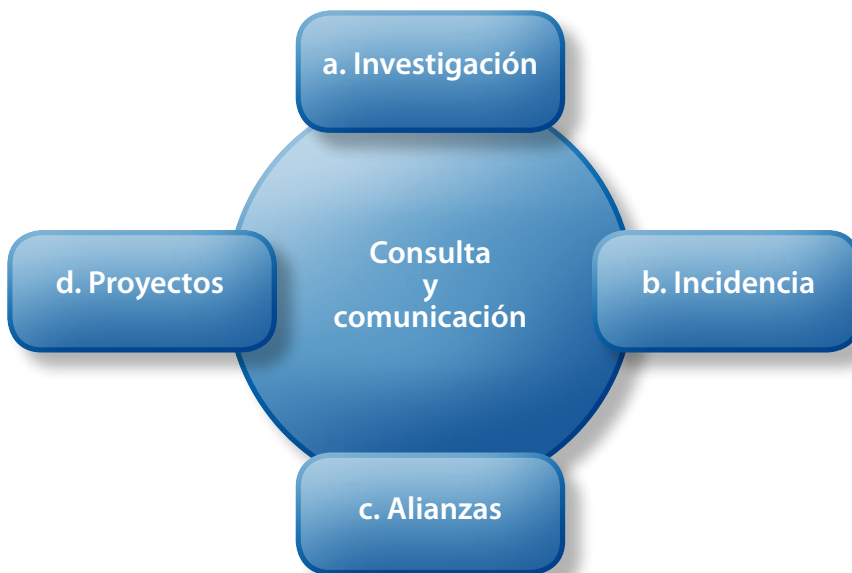 a. Investigación
Consulta
y
comunicación
d. Proyectos
b. Incidencia
c. Alianzas